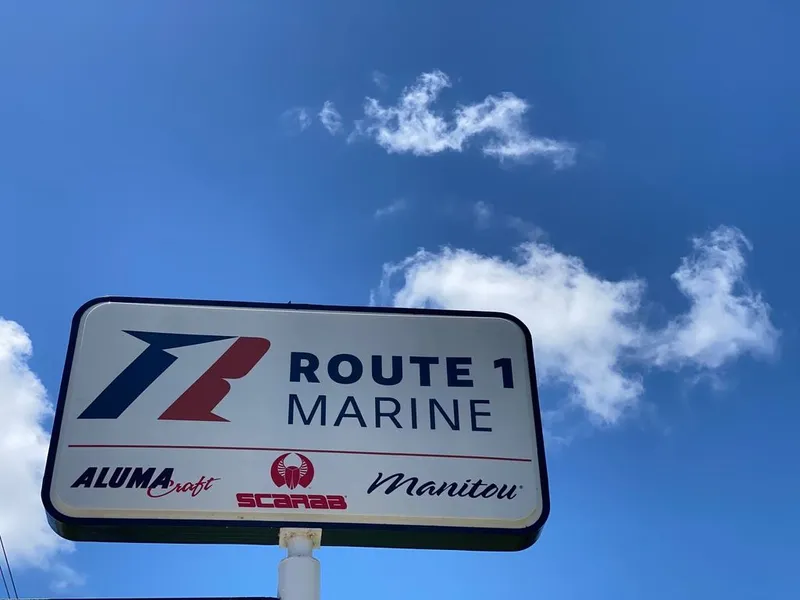 ROUTE 1
MARINE
ALUMACraft
SCARAB
Manitou